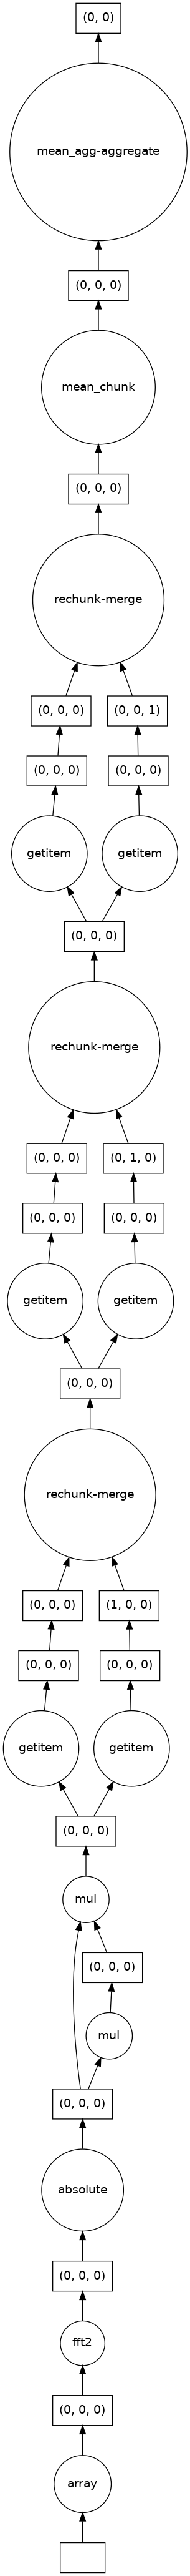 (0, 0)
mean_agg-aggregate
(0, 0, 0)
mean_chunk
(0, 0, 0)
rechunk-merge
(0, 0, 0) (0, 0, 1)
(0, 0, 0) (0, 0, 0)
getitem getitem
(0, 0, 0)
rechunk-merge
(0, 0, 0) (0, 1, 0)
(0, 0, 0) (0, 0, 0)
getitem getitem
(0, 0, 0)
rechunk-merge
(0, 0, 0) (1, 0, 0)
(0, 0, 0) (0, 0, 0)
getitem getitem
(0, 0, 0)
mul
(0, 0, 0)
mul
(0, 0, 0)
absolute
(0, 0, 0)
fft2
(0, 0, 0)
array